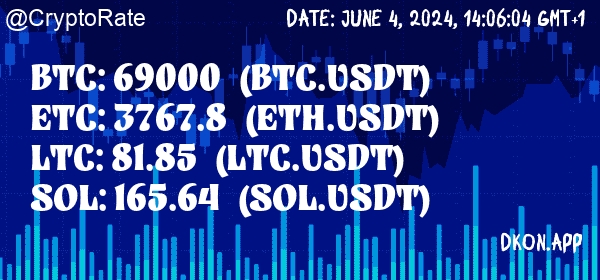 @CryptoRate
DATE: JUNE 4, 2024, 14:06:04 GMT+1
BTC: 69000 (BTC.USDT)
ETC: 3767.8 (ETH.USDT)
LTC: 81.85 (LTC.USDT)
SOL: 165.64 (SOL.USDT)
DKON.APP